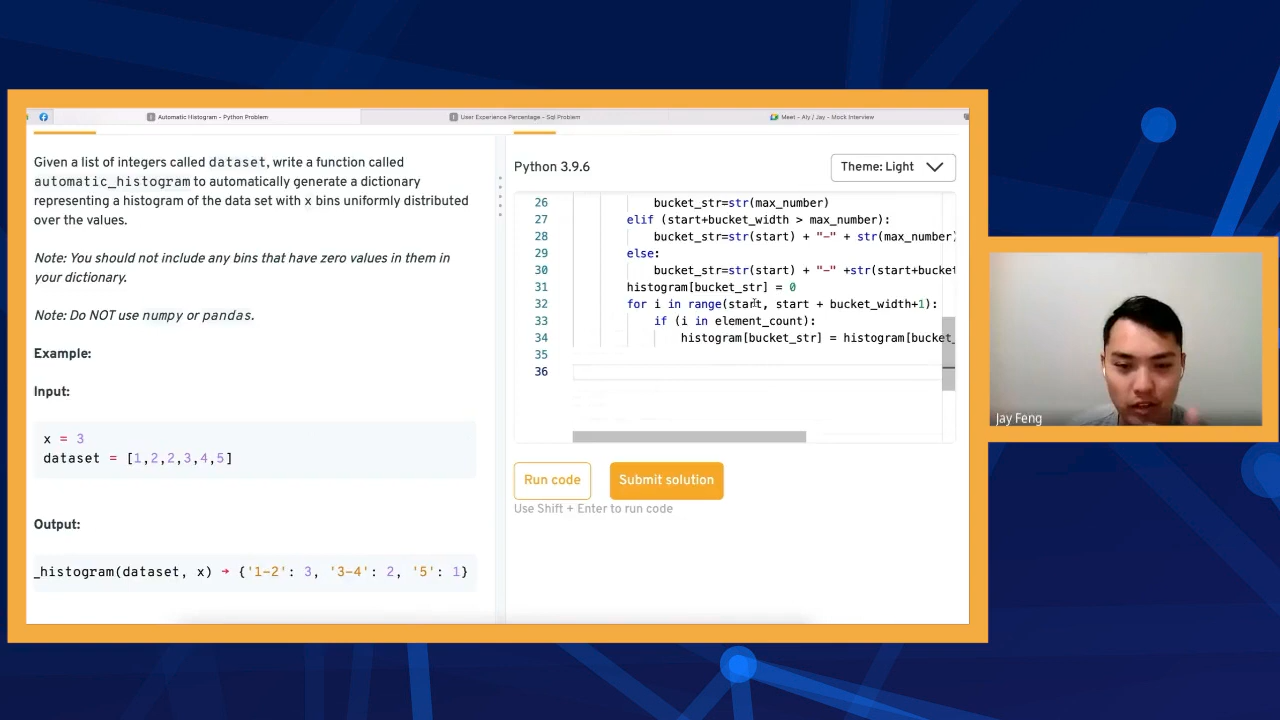 Automatic Histogram - Python Problem
User Experience Percentage - Sql Problem
Meet - Aly / Jay - Mock Interview
Given a list of integers called dataset, write a function called
automatic_histogram to automatically generate a dictionary
representing a histogram of the data set with x bins uniformly distributed
over the values.
Note: You should not include any bins that have zero values in them in
your dictionary.
Note: Do NOT use numpy or pandas.
Example:
Input:
x = 3
dataset = [1,2,2,3,4,5]
Output:
_histogram(dataset, x) → {'1-2': 3, '3-4': 2, '5': 1}
Python 3.9.6
Theme: Light
26 bucket_str=str(max_number)
27 elif (start+bucket_width > max_number):
28 bucket_str=str(start) + "-" + str(max_number)
29 else:
30 bucket_str=str(start) + "-" +str(start+bucket
31 histogram[bucket_str] = 0
32 for i in range(start, start + bucket_width+1):
33 if (i in element_count):
34 histogram[bucket_str] = histogram[bucket_
35
36
Run code
Submit solution
Use Shift + Enter to run code
Jay Feng